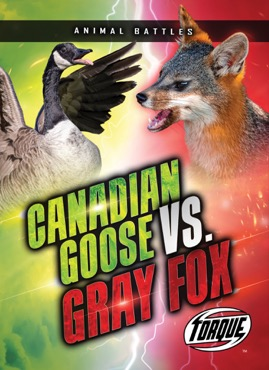 ANIMAL BATTLES
CANADIAN
GOOSE VS.
GRAY FOX
TORQUE